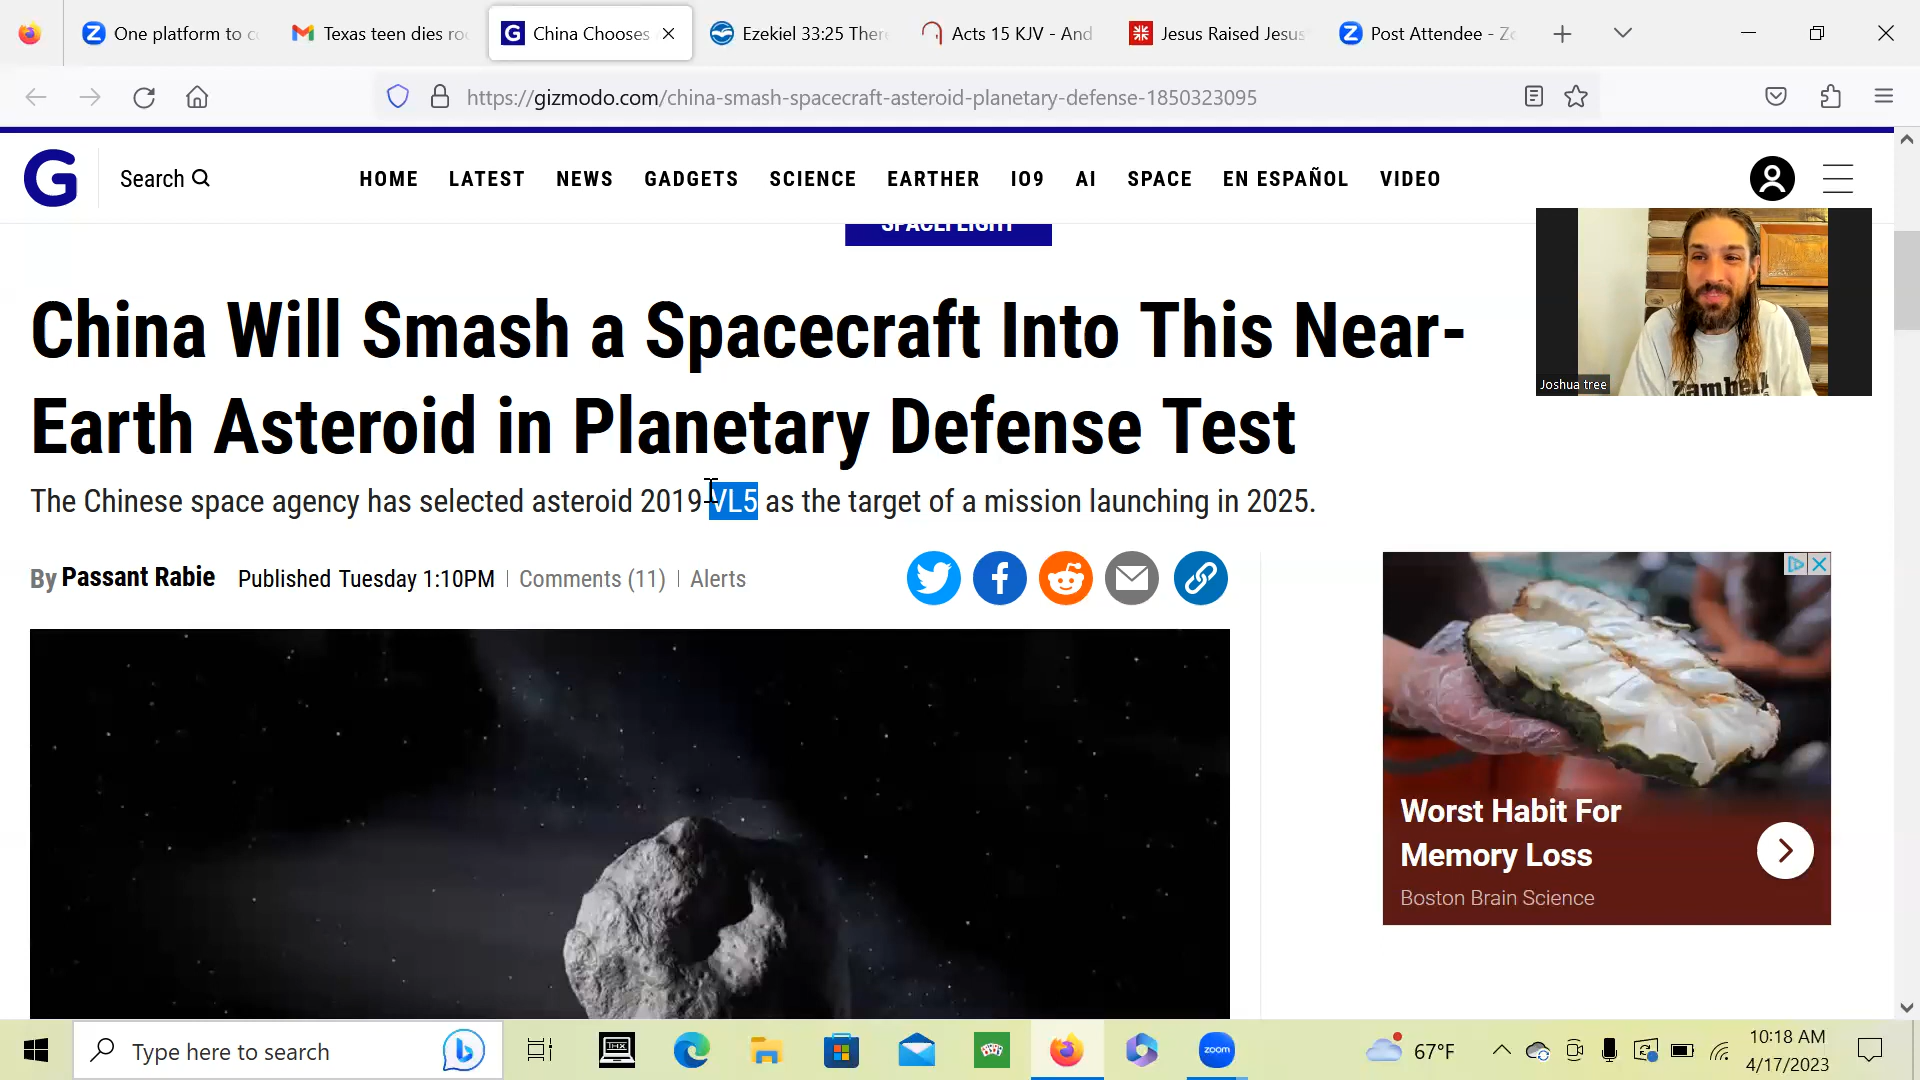 One platform to c
Texas teen dies ro
China Chooses
Ezekiel 33:25 Ther
Acts 15 KJV - And
Jesus Raised Jesus
Post Attendee - Zo
https://gizmodo.com/china-smash-spacecraft-asteroid-planetary-defense-1850323095
G
Search
HOME LATEST NEWS GADGETS SCIENCE EARTHER IO9 AI SPACE EN ESPAÑOL VIDEO
SPACEFLIGHT
China Will Smash a Spacecraft Into This Near-
Earth Asteroid in Planetary Defense Test
Joshua tree
Zambelli
The Chinese space agency has selected asteroid 2019 VL5 as the target of a mission launching in 2025.
By Passant Rabie Published Tuesday 1:10PM Comments (11) Alerts
Worst Habit For
Memory Loss
Boston Brain Science
Type here to search
THX
zoom
67°F
10:18 AM
4/17/2023